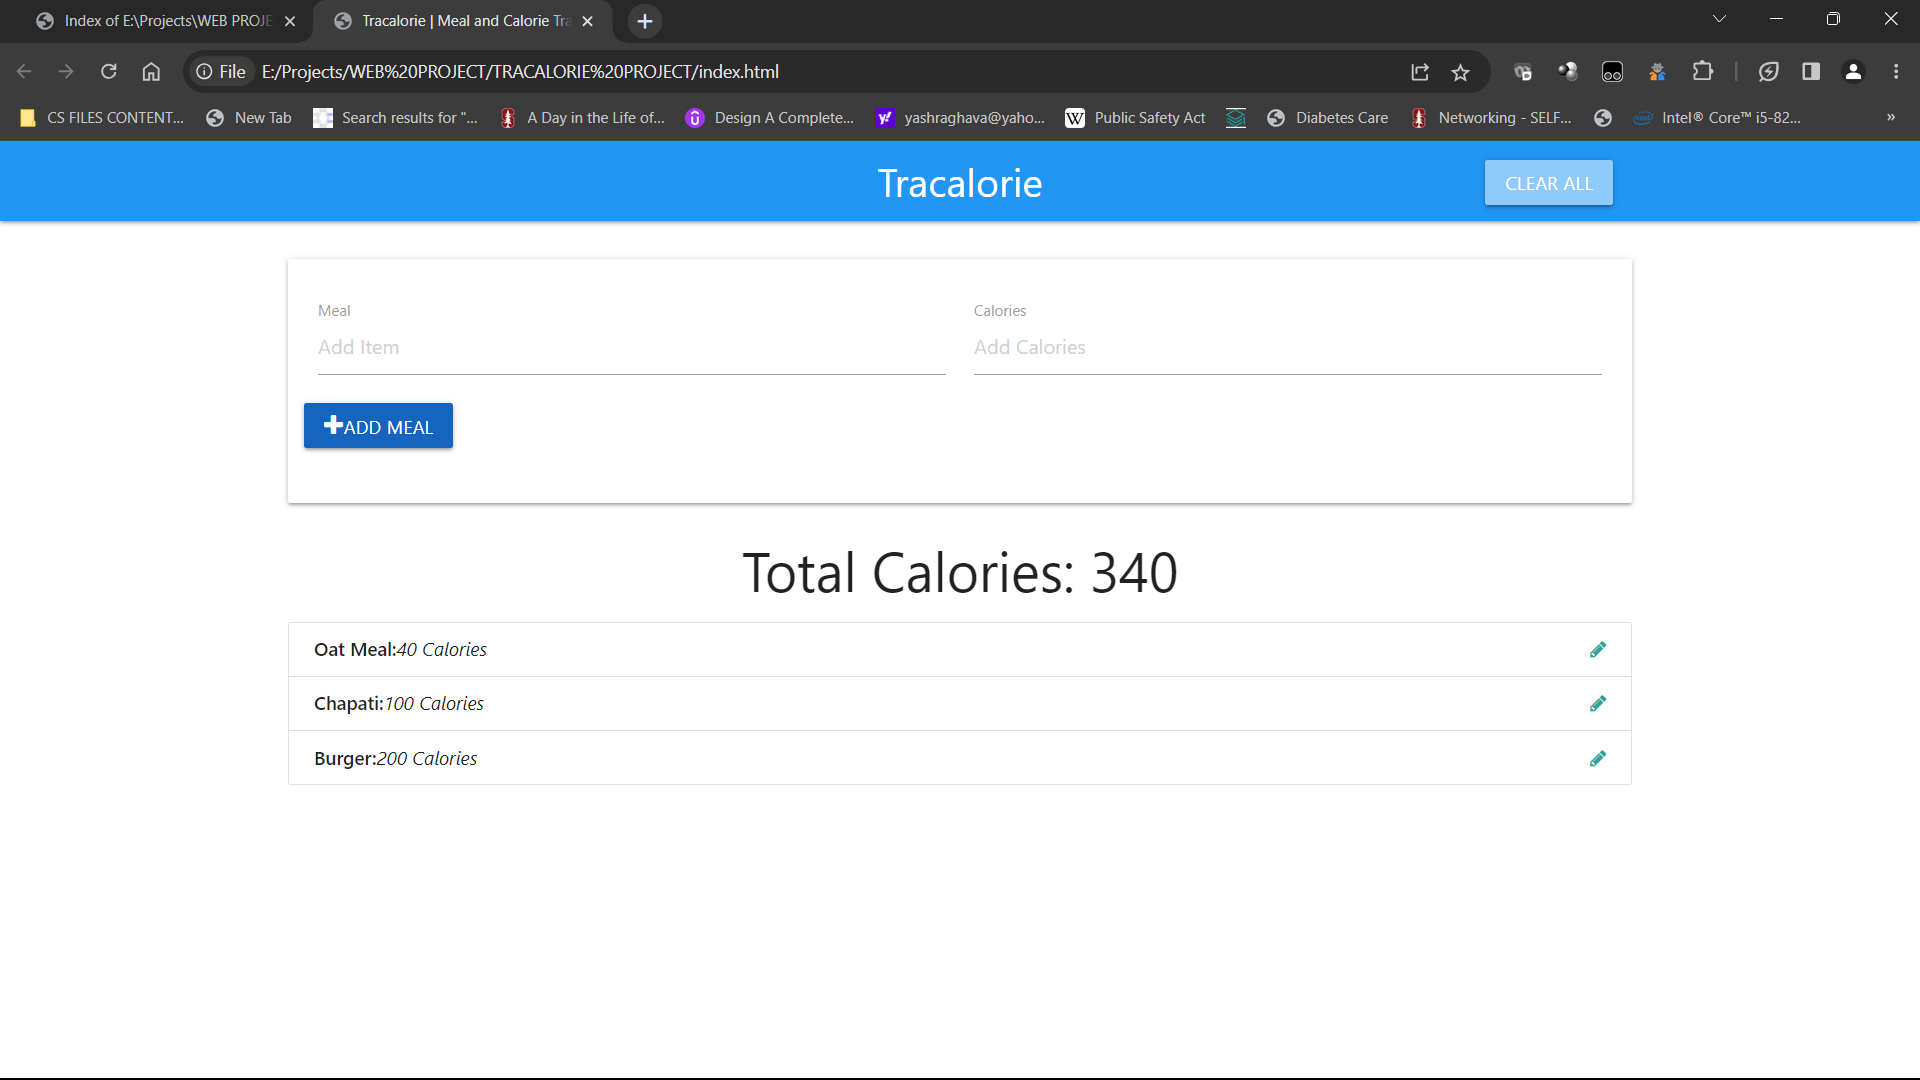 Index of E:\Projects\WEB PROJE
Tracalorie | Meal and Calorie Tra
File E:/Projects/WEB%20PROJECT/TRACALORIE%20PROJECT/index.html
CS FILES CONTENT... New Tab Search results for "... A Day in the Life of... Design A Complete... yashraghava@yaho... Public Safety Act Diabetes Care Networking - SELF... Intel® Core™ i5-82... »
Tracalorie
CLEAR ALL
Meal
Calories
Add Item
Add Calories
ADD MEAL
Total Calories: 340
Oat Meal:40 Calories
Chapati:100 Calories
Burger:200 Calories